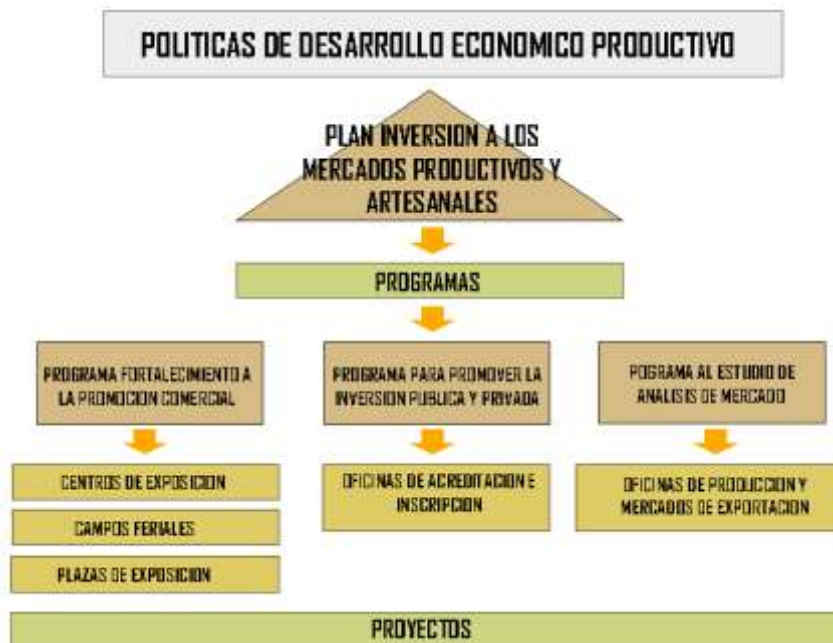 POLITICAS DE DESARROLLO ECONOMICO PRODUCTIVO
PLAN INVERSION A LOS
MERCADOS PRODUCTIVOS Y
ARTESANALES
PROGRAMAS
PROGRAMA FORTALECIMIENTO A
LA PROMOCION COMERCIAL
PROGRAMA PARA PROMOVER LA
INVERSION PUBLICA Y PRIVADA
POGRAMA AL ESTUDIO DE
ANALISIS DE MERCADO
CENTROS DE EXPOSICION
CAMPOS FERIALES
PLAZAS DE EXPOSICION
OFICINAS DE ACREDITACION E
INSCRIPCION
OFICINAS DE PRODUCCION Y
MERCADOS DE EXPORTACION
PROYECTOS